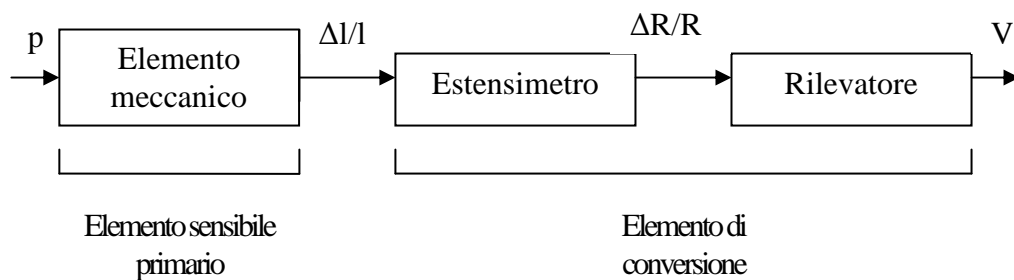 p
Elemento
meccanico
Δl/l
Estensimetro
ΔR/R
Rilevatore
V
Elemento sensibile
primario
Elemento di
conversione